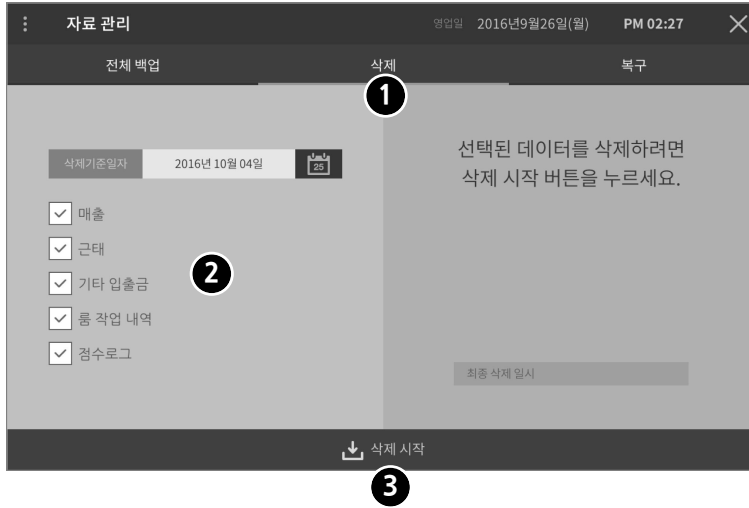 자료 관리 영업일 2016년9월26일(월) PM 02:27
전체 백업 삭제 복구
1
삭제기준일자 2016년 10월 04일 25
선택된 데이터를 삭제하려면
삭제 시작 버튼을 누르세요.
매출
근태
기타 입출금
2
룸 작업 내역
점수로그
최종 삭제 일시
삭제 시작
3